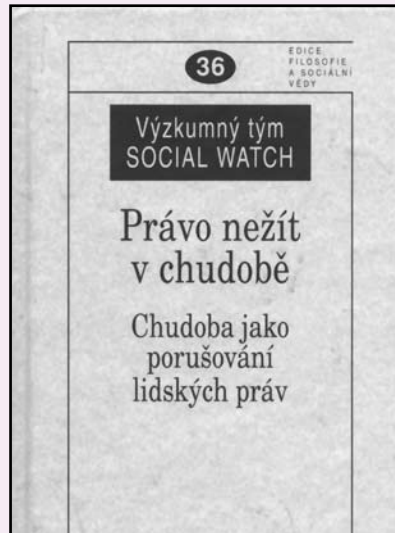 36
EDICE
FILOSOFIE
A SOCIÁLNÍ
VĚDY
Výzkumný tým
SOCIAL WATCH
Právo nežít
v chudobě
Chudoba jako
porušování
lidských práv